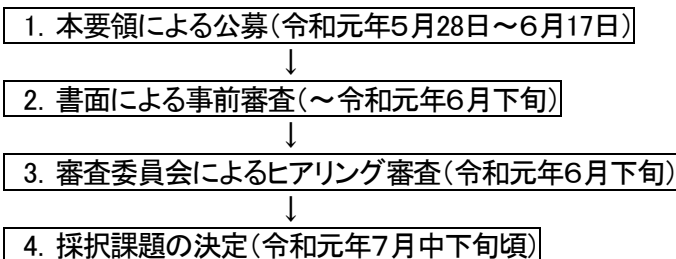 1. 本要領による公募(令和元年5月28日~6月17日)
↓
2. 書面による事前審査(~令和元年6月下旬)
↓
3. 審査委員会によるヒアリング審査(令和元年6月下旬)
↓
4. 採択課題の決定(令和元年7月中下旬頃)